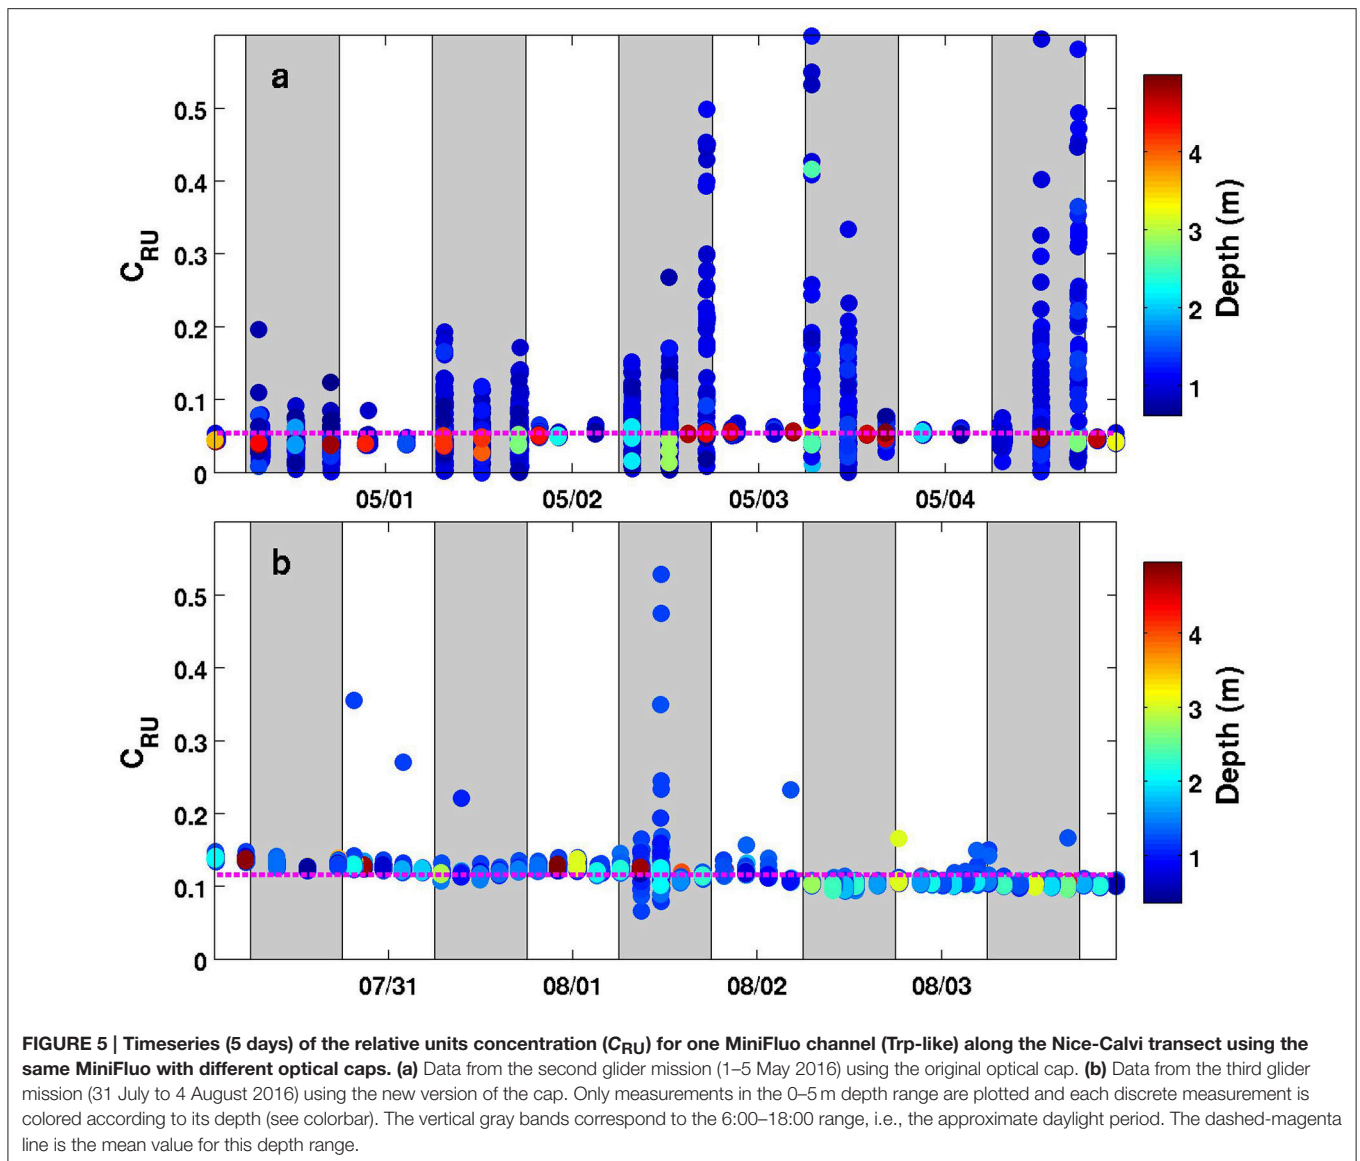 a
0.5
0.4
0.3
0.2
0.1
0
C_RU
05/01 05/02 05/03 05/04
4
3
2
1
Depth (m)
b
0.5
0.4
0.3
0.2
0.1
0
C_RU
07/31 08/01 08/02 08/03
4
3
2
1
Depth (m)
FIGURE 5 | Timeseries (5 days) of the relative units concentration (C_RU) for one MiniFluo channel (Trp-like) along the Nice-Calvi transect using the
same MiniFluo with different optical caps. (a) Data from the second glider mission (1–5 May 2016) using the original optical cap. (b) Data from the third glider
mission (31 July to 4 August 2016) using the new version of the cap. Only measurements in the 0–5 m depth range are plotted and each discrete measurement is
colored according to its depth (see colorbar). The vertical gray bands correspond to the 6:00–18:00 range, i.e., the approximate daylight period. The dashed-magenta
line is the mean value for this depth range.